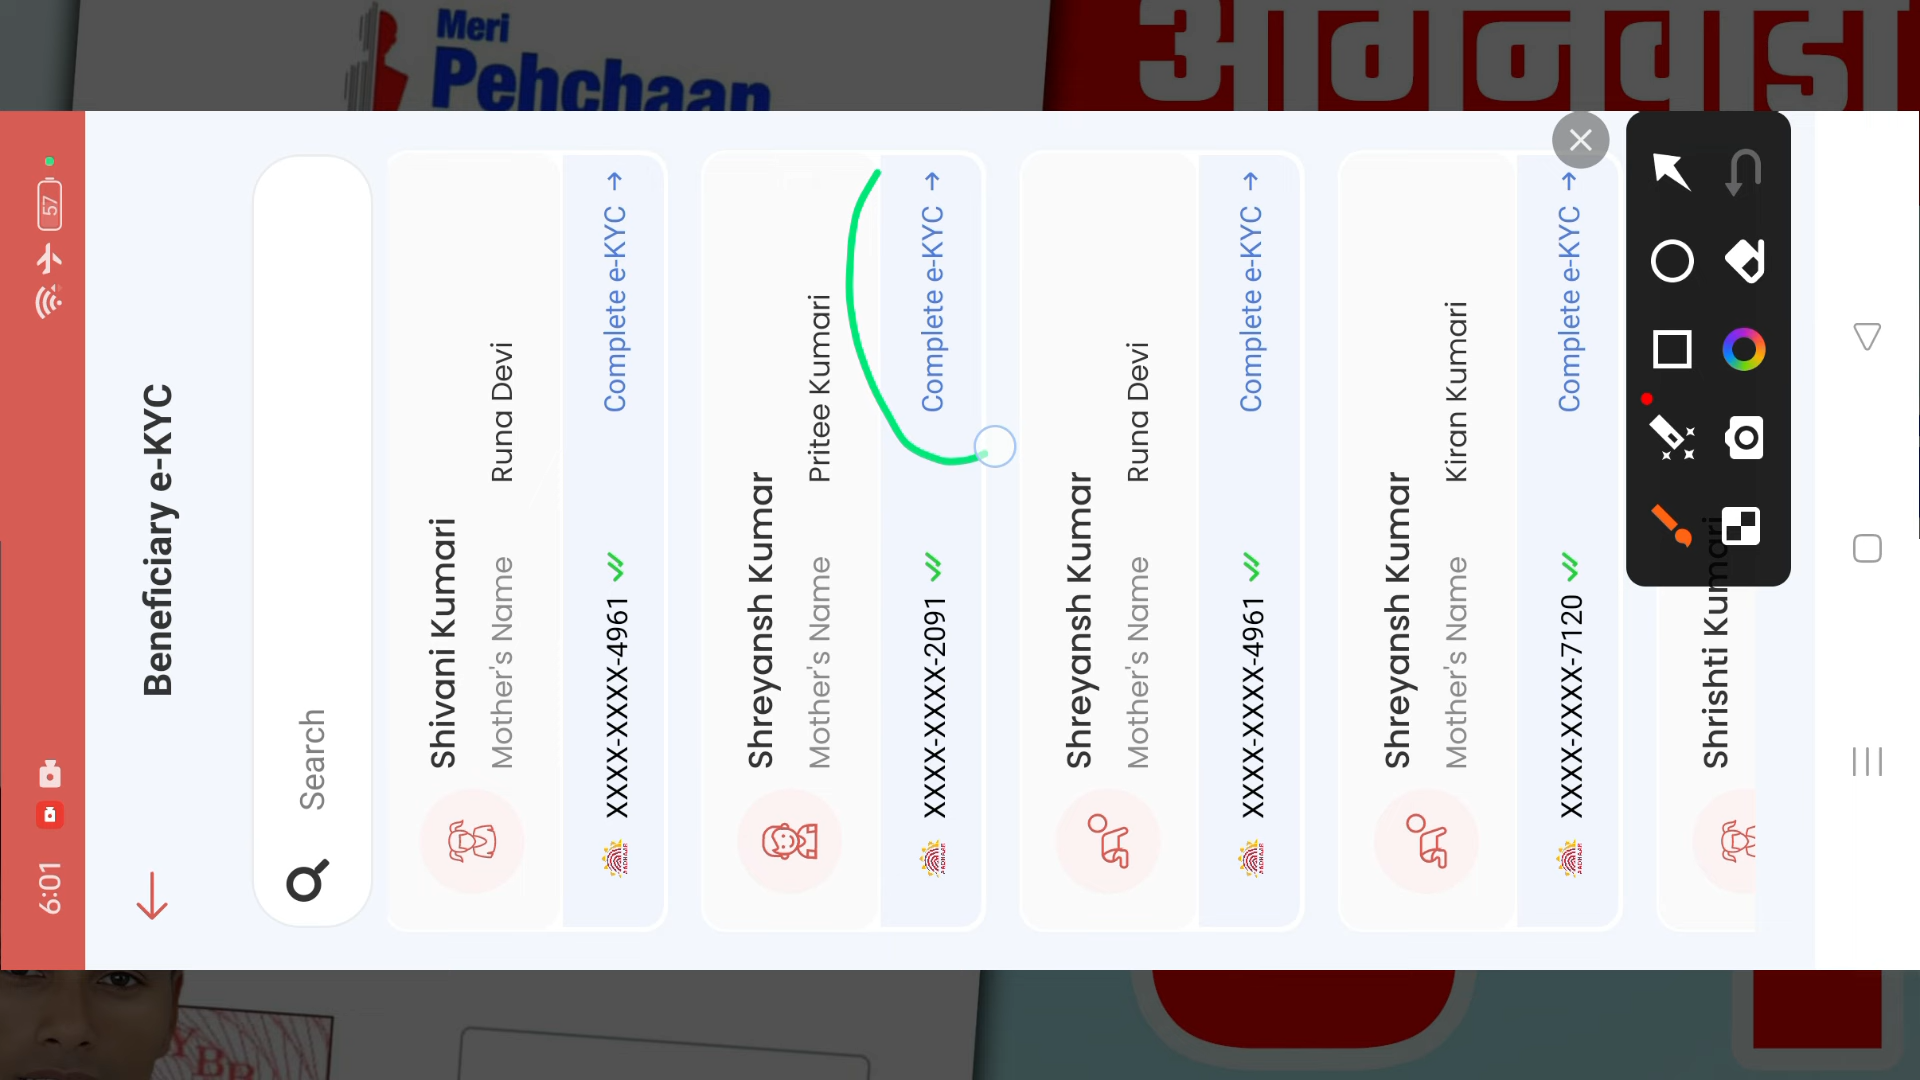 Meri
Pehchaan
आंगनवाड़
6:01
57
Beneficiary e-KYC
Search
Shivani Kumari
Mother's Name Runa Devi
XXXX-XXXX-4961 Complete e-KYC →
Shreyansh Kumar
Mother's Name Pritee Kumari
XXXX-XXXX-2091 Complete e-KYC →
Shreyansh Kumar
Mother's Name Runa Devi
XXXX-XXXX-4961 Complete e-KYC →
Shreyansh Kumar
Mother's Name Kiran Kumari
XXXX-XXXX-7120 Complete e-KYC →
Shrishti Kumari